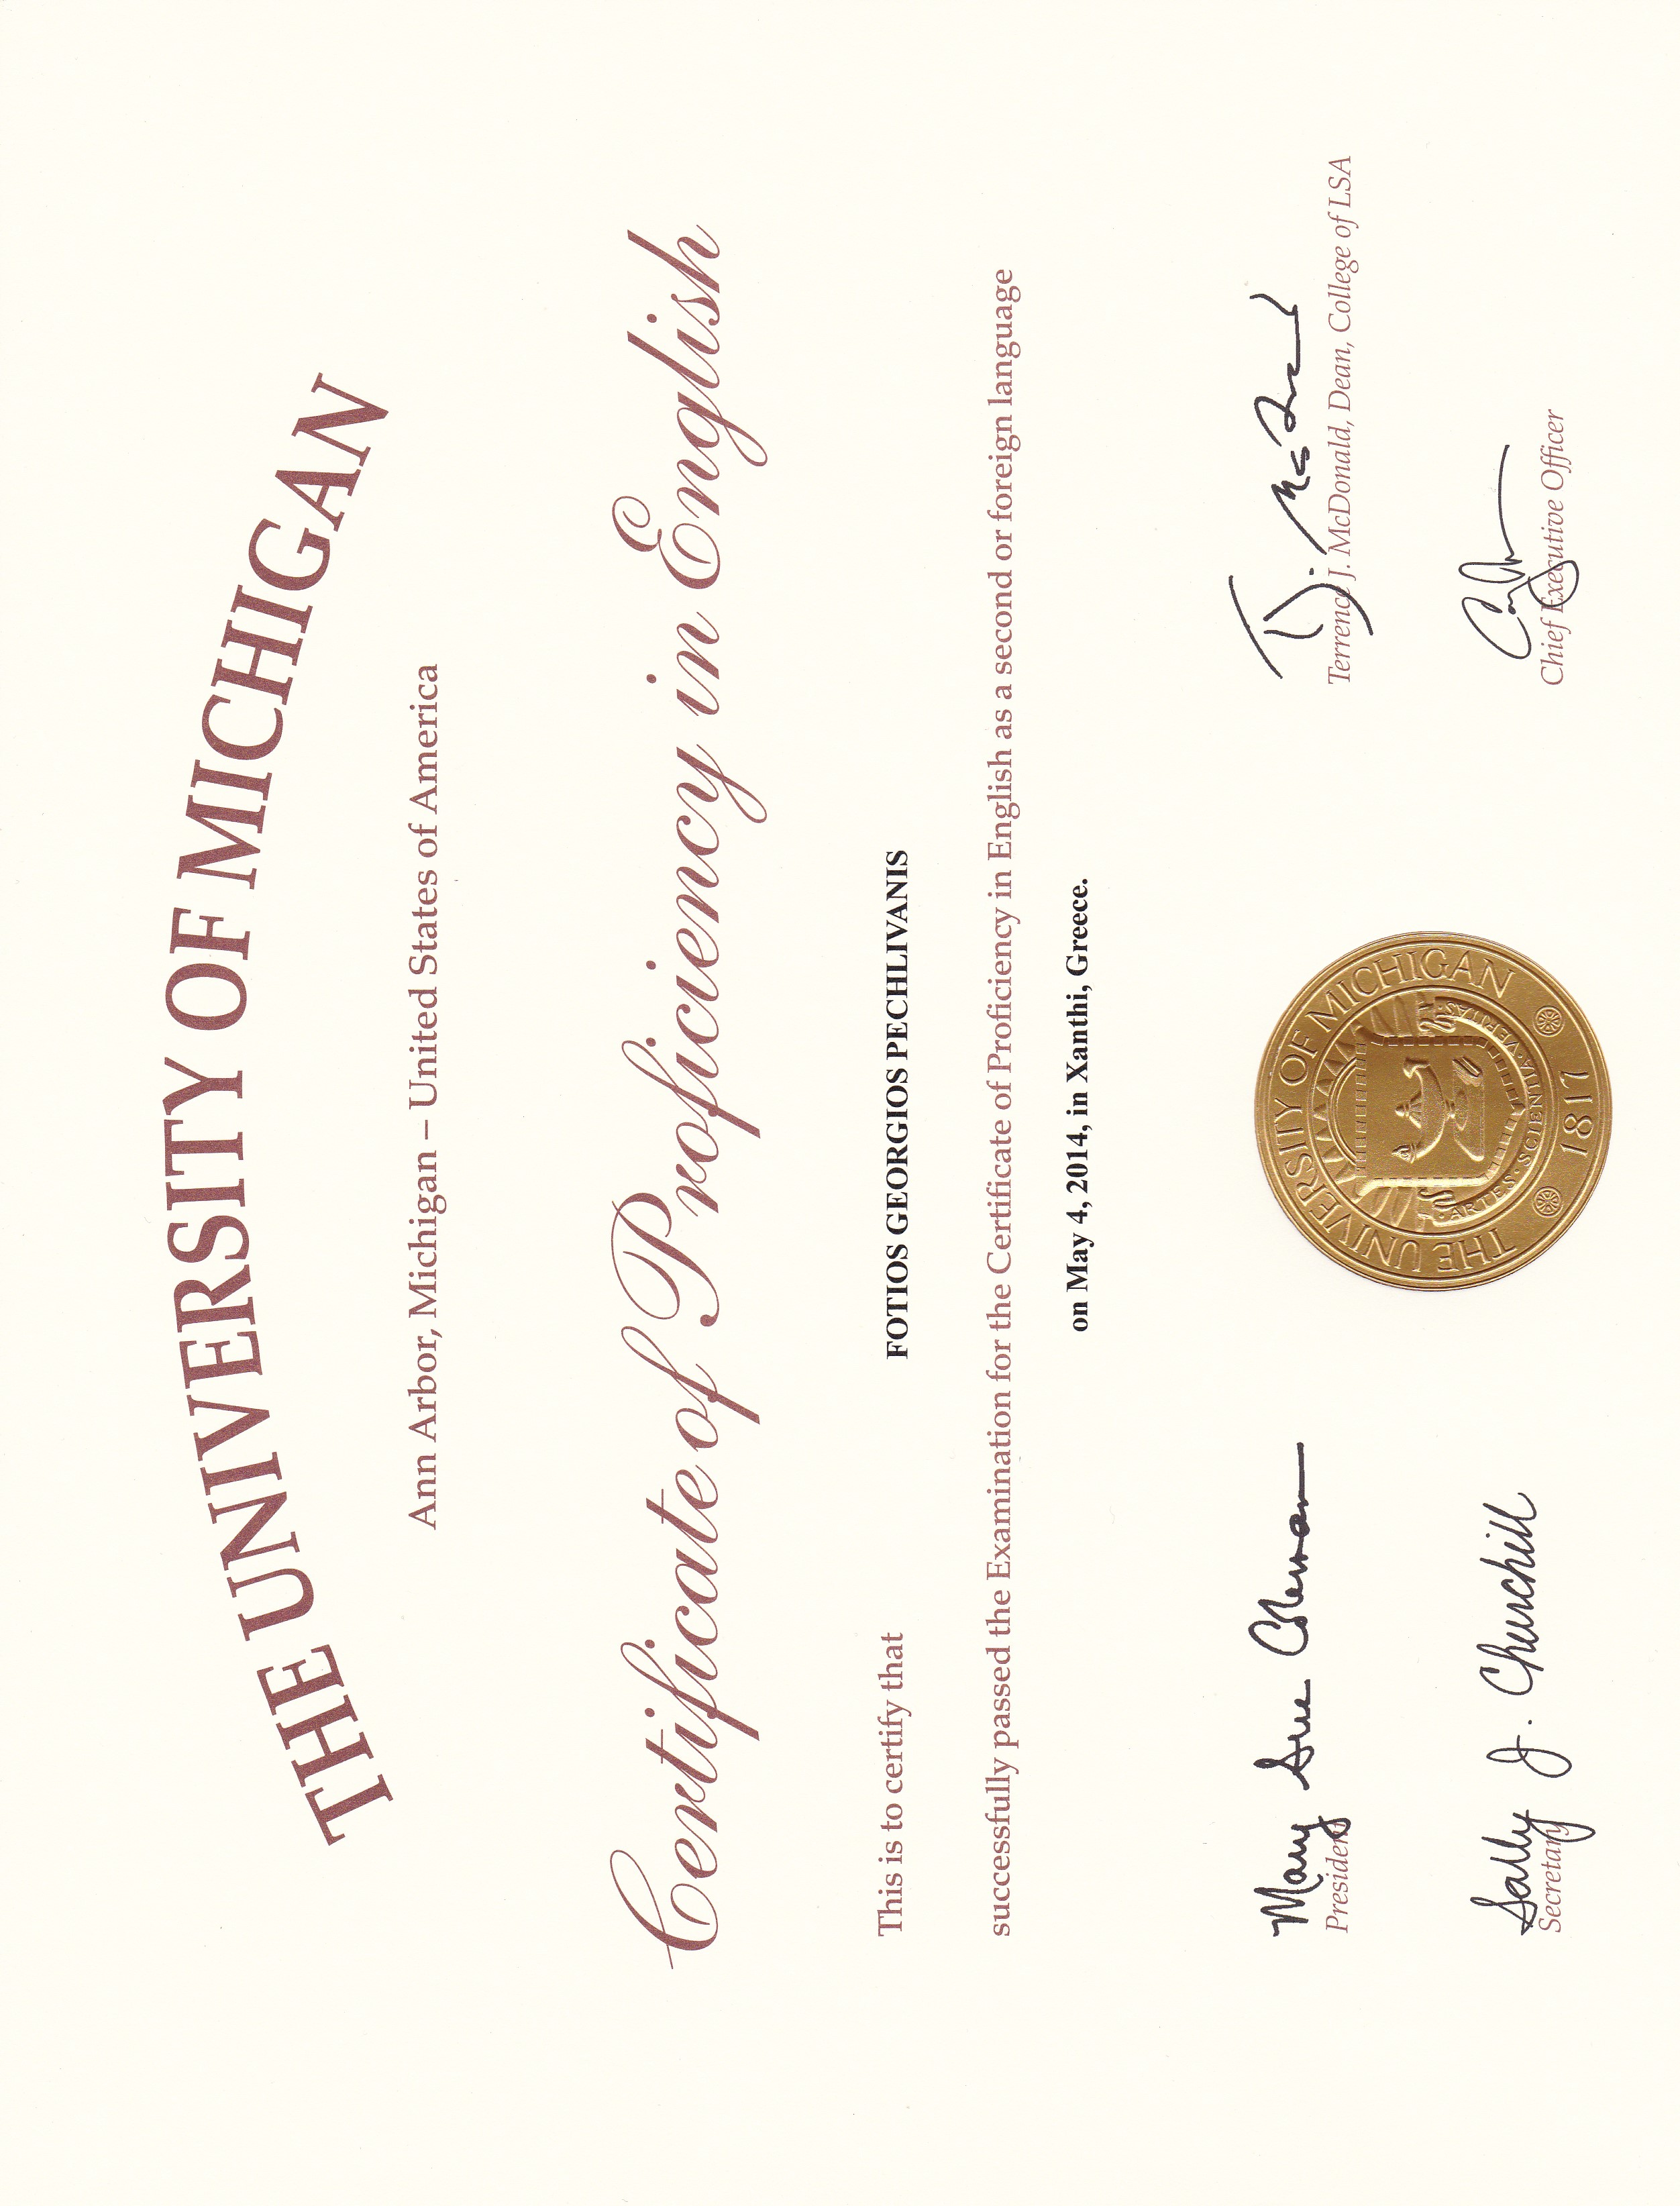 THE UNIVERSITY OF MICHIGAN
Ann Arbor, Michigan – United States of America
Certificate of Proficiency in English
This is to certify that FOTIOS GEORGIOS PECHLIVANIS
successfully passed the Examination for the Certificate of Proficiency in English as a second or foreign language
on May 4, 2014, in Xanthi, Greece.
Mary Sue Coleman
President
Terrence J. McDonald, Dean, College of LSA
Sally J. Churchill
Secretary
Chief Executive Officer
THE UNIVERSITY OF MICHIGAN
ARTES · SCIENTIA · VERITAS
1817